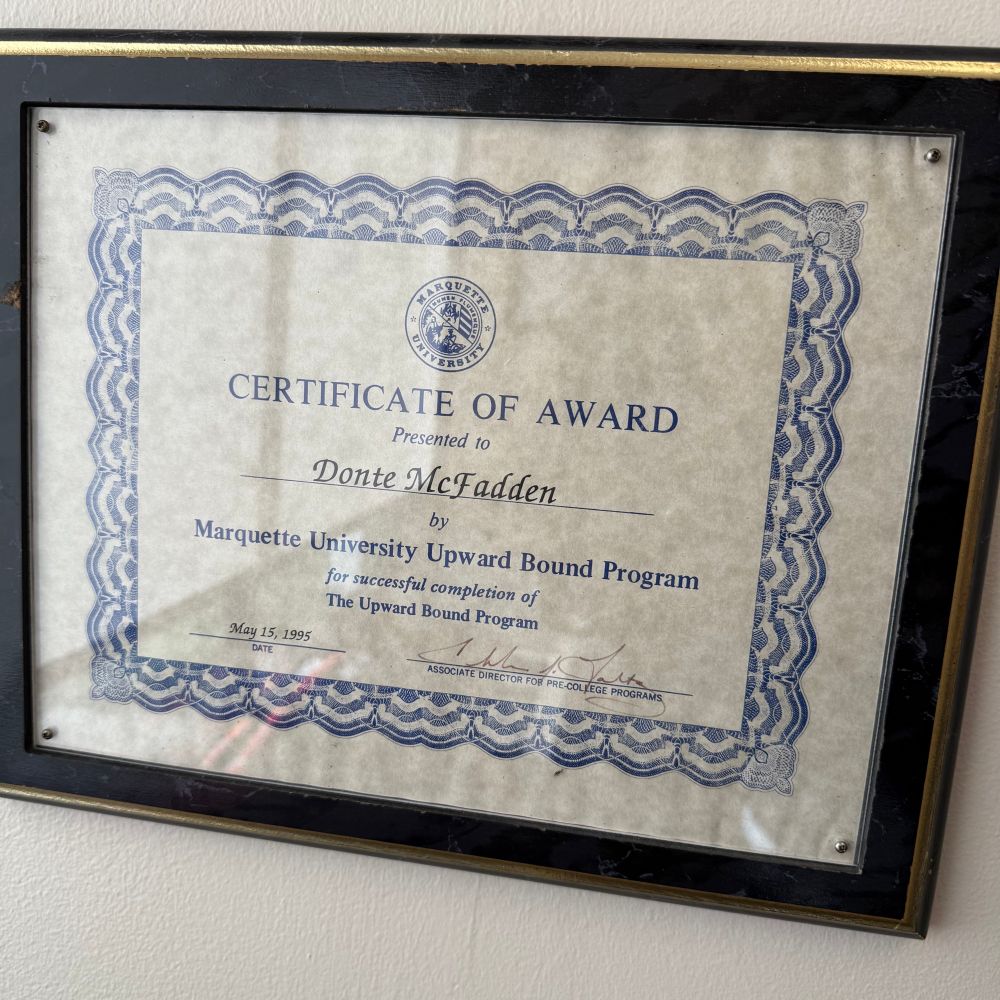 MARQUETTE
UNIVERSITY
CERTIFICATE OF AWARD
Presented to
Donte McFadden
by
Marquette University Upward Bound Program
for successful completion of
The Upward Bound Program
May 15, 1995
DATE
ASSOCIATE DIRECTOR FOR PRE-COLLEGE PROGRAMS